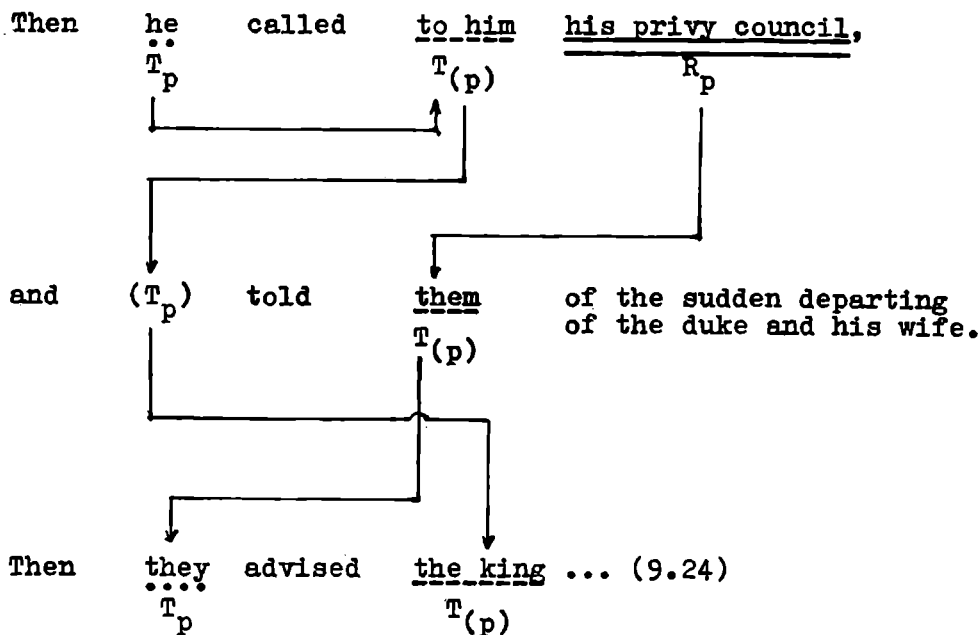 Then he called to him his privy council,
T_p T_(p) R_p
and (T_p) told them of the sudden departing
of the duke and his wife.
T_(p)
Then they advised the king ... (9.24)
T_p T_(p)